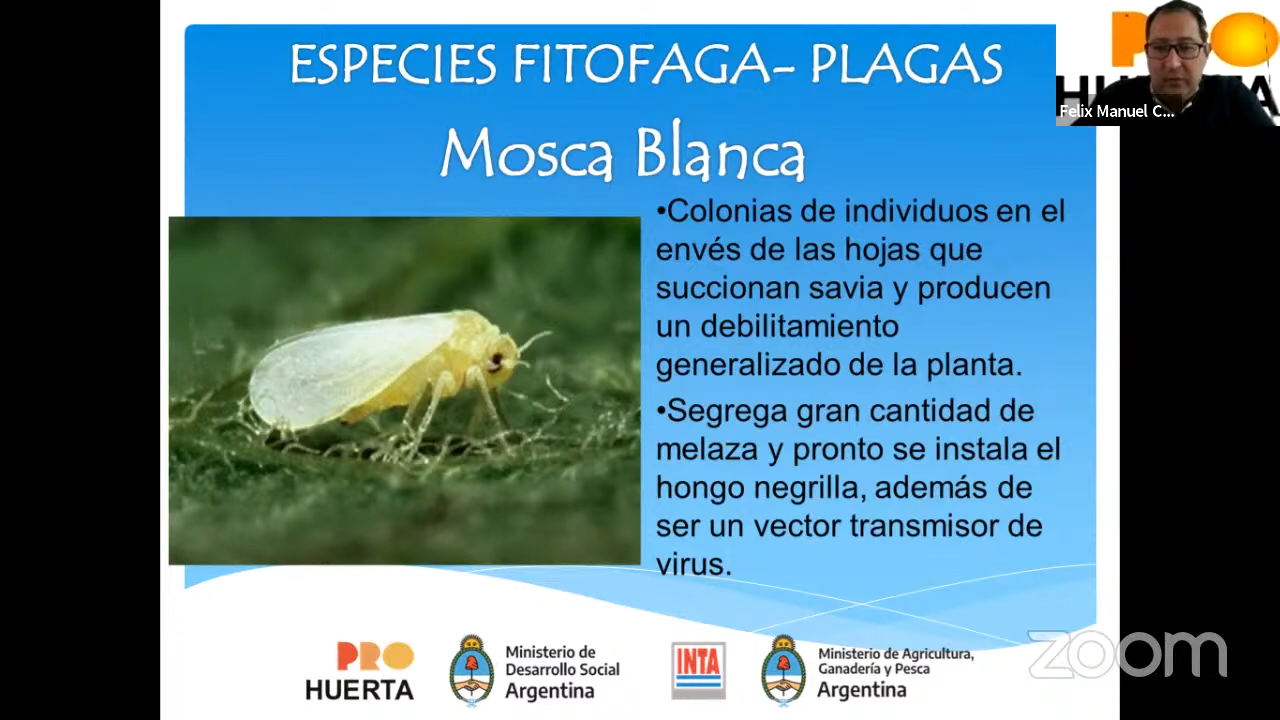 ESPECIES FITOFAGA- PLAGAS
Mosca Blanca
•Colonias de individuos en el
envés de las hojas que
succionan savia y producen
un debilitamiento
generalizado de la planta.
•Segrega gran cantidad de
melaza y pronto se instala el
hongo negrilla, además de
ser un vector transmisor de
virus.
PRO
HUERTA
Felix Manuel C...
PRO
HUERTA
Ministerio de
Desarrollo Social
Argentina
INTA
Ministerio de Agricultura,
Ganadería y Pesca
Argentina
zoom